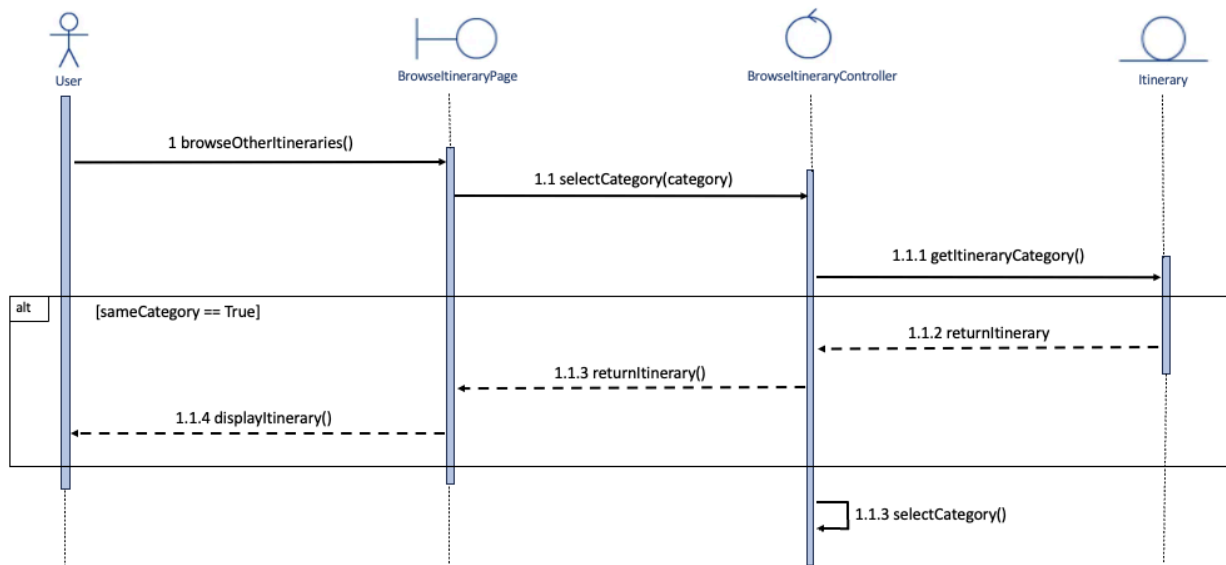 User
BrowseItineraryPage
BrowseItineraryController
Itinerary
1 browseOtherItineraries()
1.1 selectCategory(category)
1.1.1 getItineraryCategory()
alt
[sameCategory == True]
1.1.2 returnItinerary
1.1.3 returnItinerary()
1.1.4 displayItinerary()
1.1.3 selectCategory()